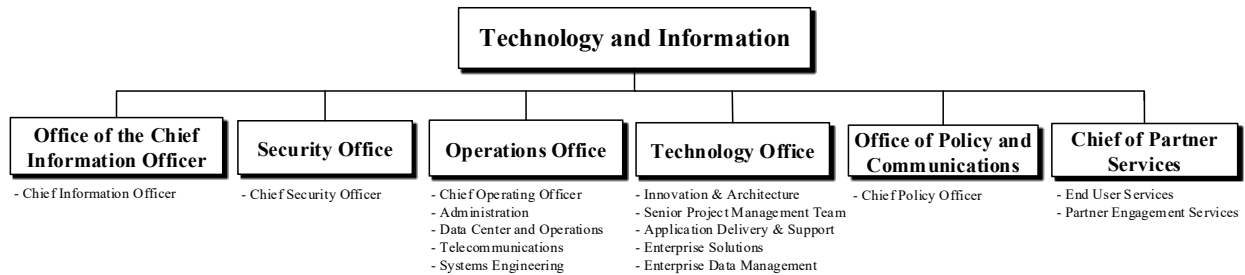 Technology and Information
Office of the Chief
Information Officer
- Chief Information Officer
Security Office
- Chief Security Officer
Operations Office
- Chief Operating Officer
- Administration
- Data Center and Operations
- Telecommunications
- Systems Engineering
Technology Office
- Innovation & Architecture
- Senior Project Management Team
- Application Delivery & Support
- Enterprise Solutions
- Enterprise Data Management
Office of Policy and
Communications
- Chief Policy Officer
Chief of Partner
Services
- End User Services
- Partner Engagement Services